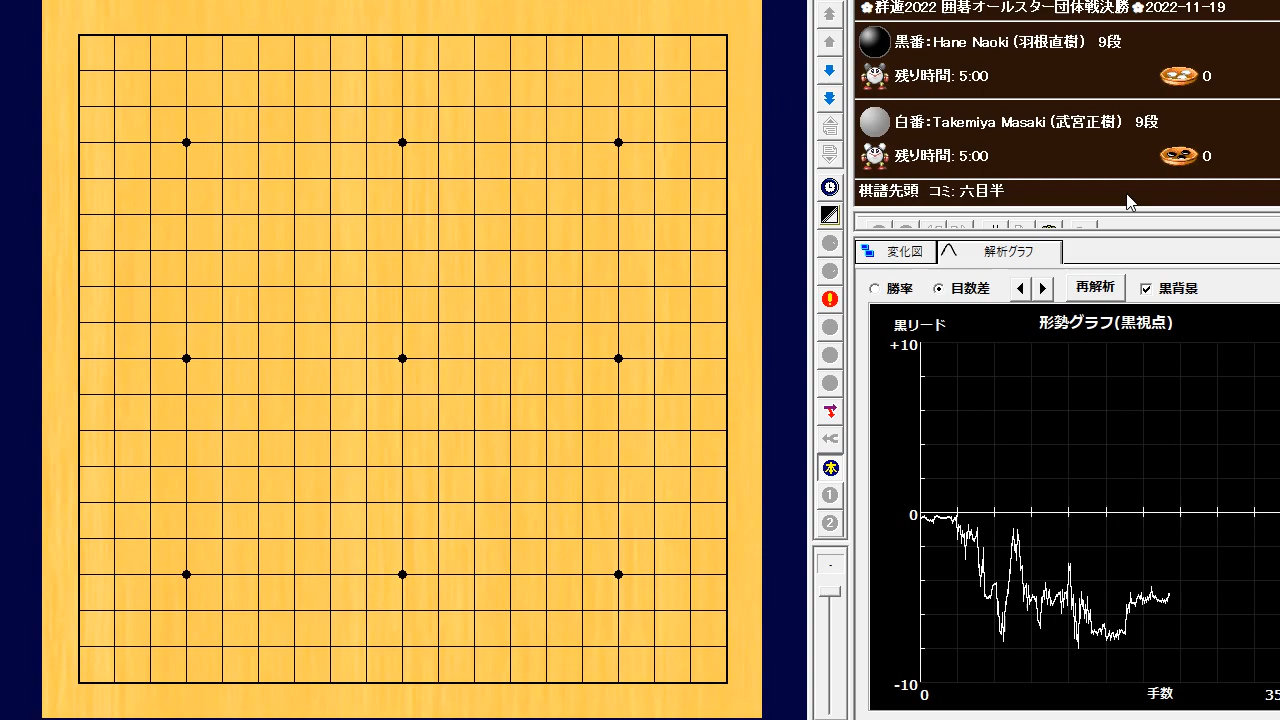 ✿群遊2022 囲碁オールスター団体戦決勝✿2022-11-19
黒番:Hane Naoki (羽根直樹) 9段
残り時間: 5:00 0
白番:Takemiya Masaki (武宮正樹) 9段
残り時間: 5:00 0
棋譜先頭 コミ: 六目半
変化図 解析グラフ
勝率 目数差 再解析 黒背景
黒リード 形勢グラフ(黒視点)
+10
0
-10
0 手数 35
本
1
2
-